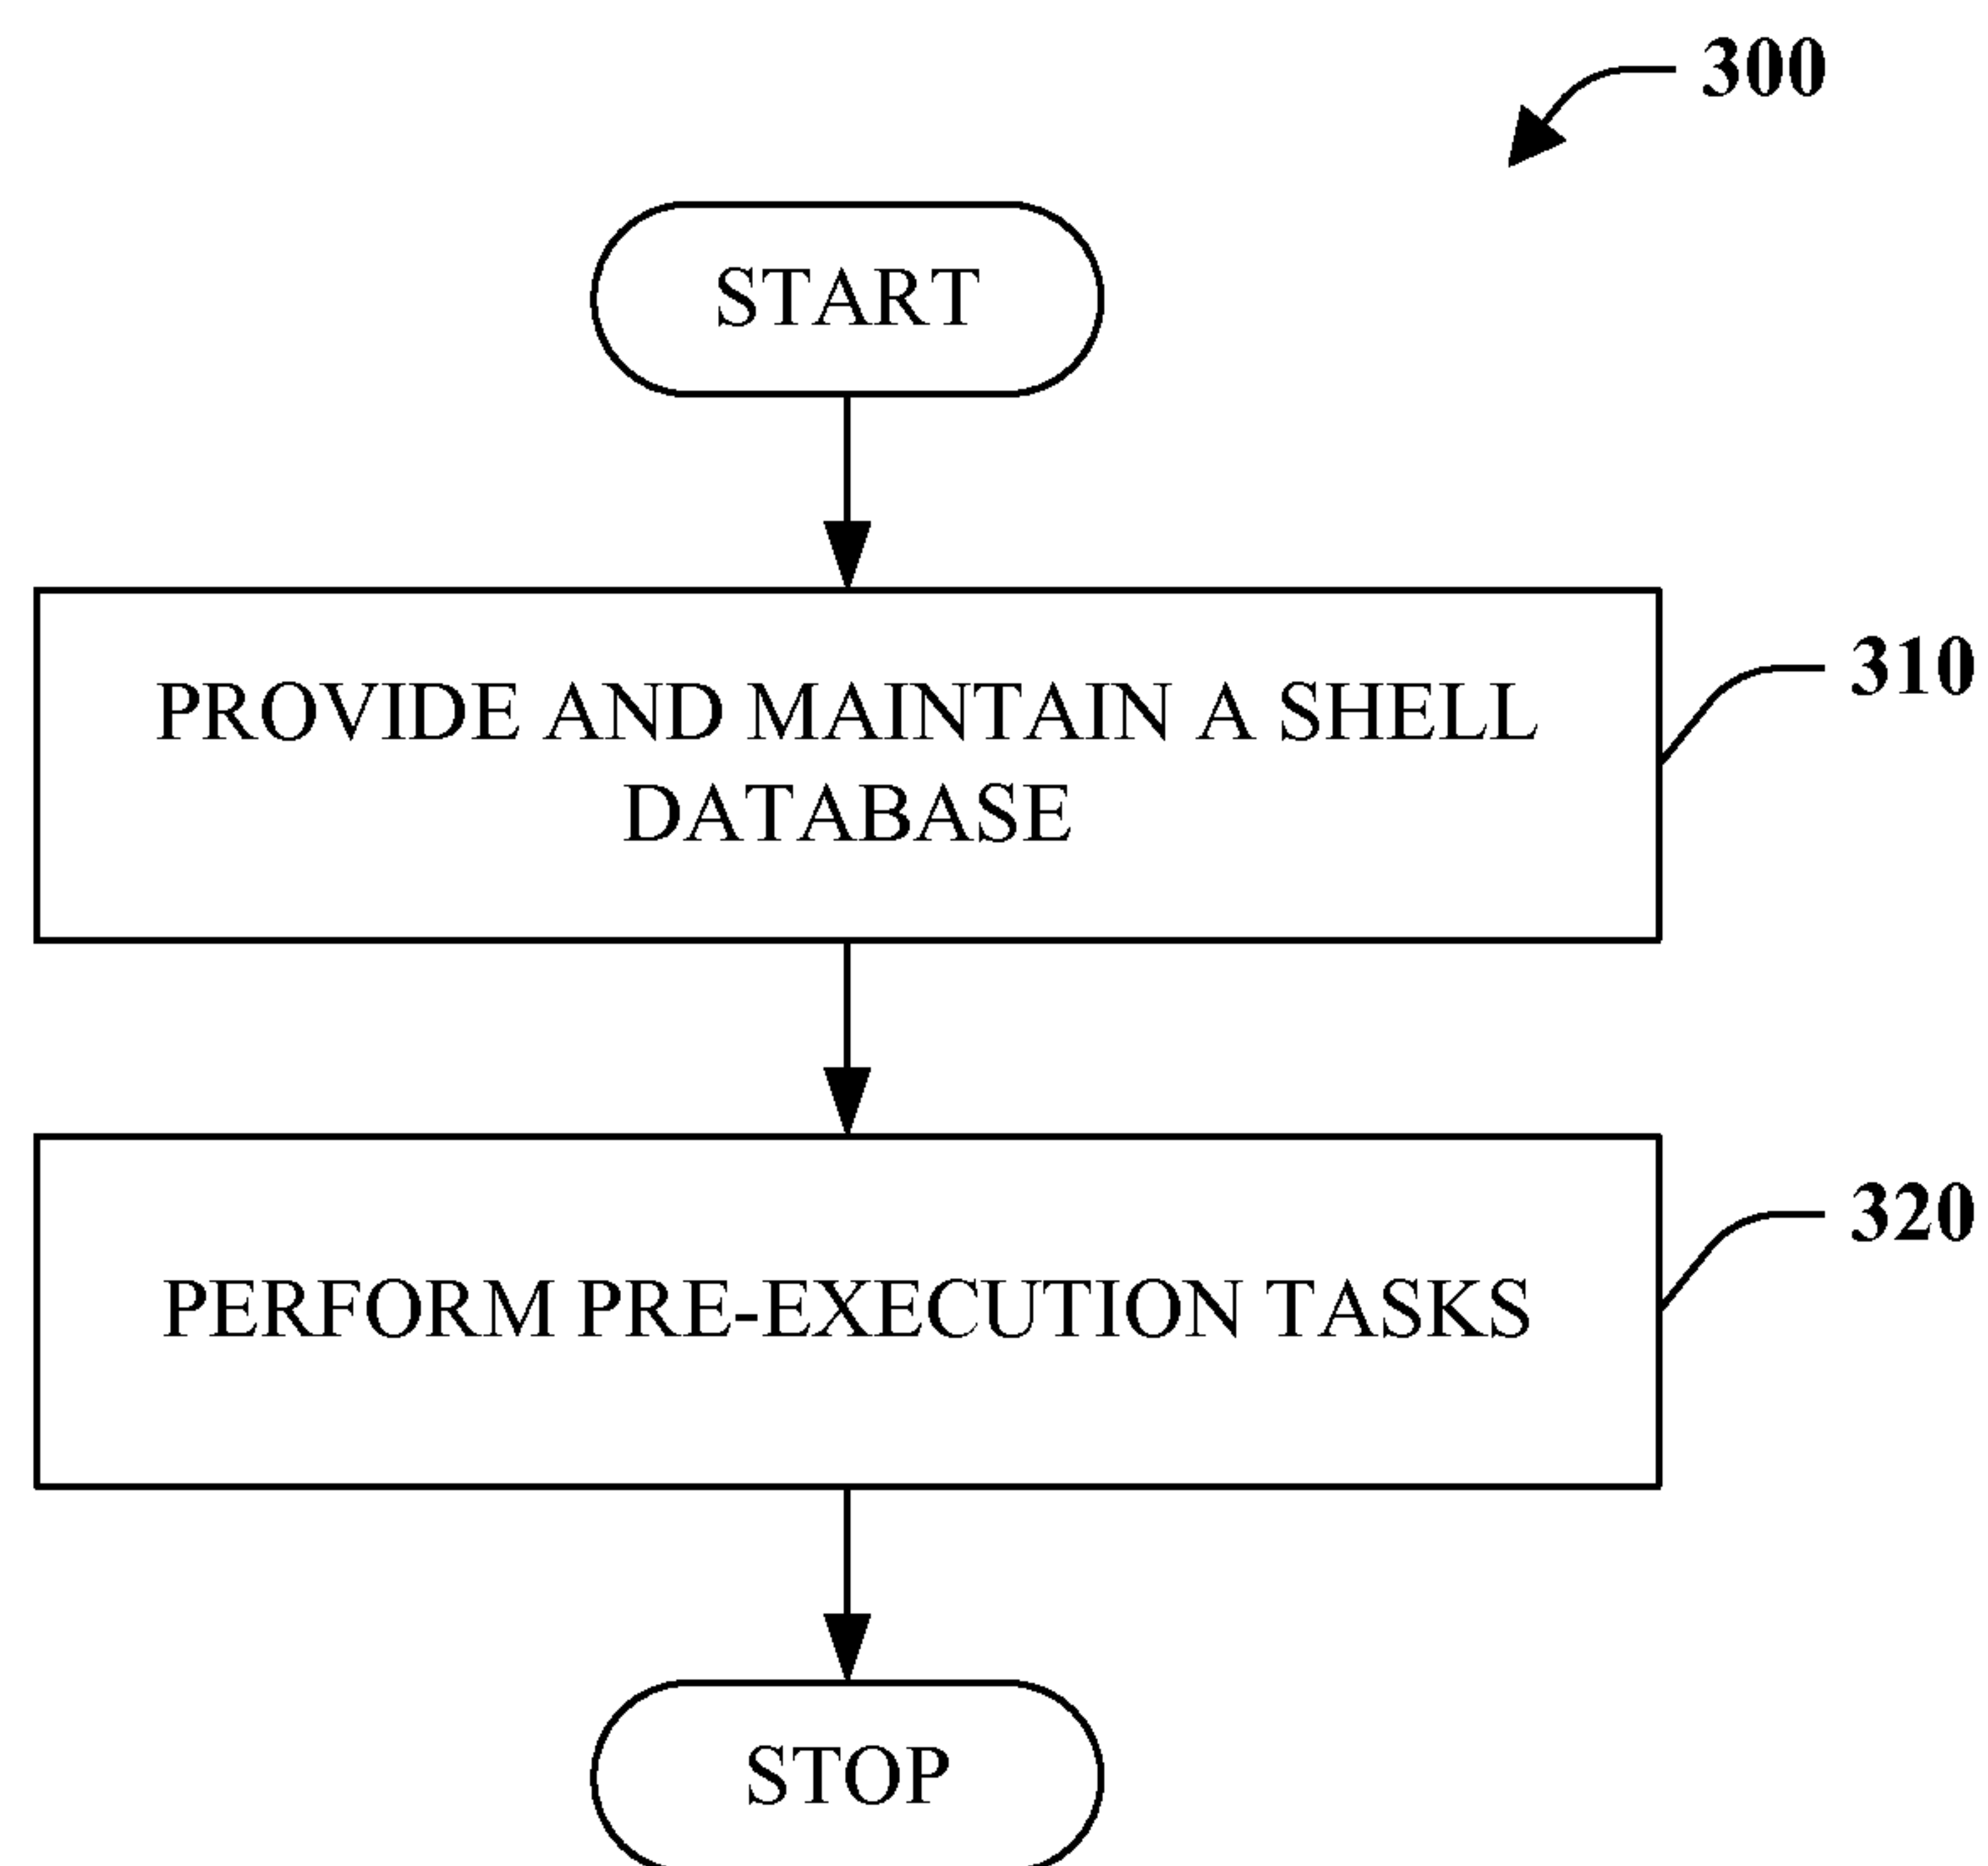 300
START
PROVIDE AND MAINTAIN A SHELL
DATABASE
310
PERFORM PRE-EXECUTION TASKS
320
STOP